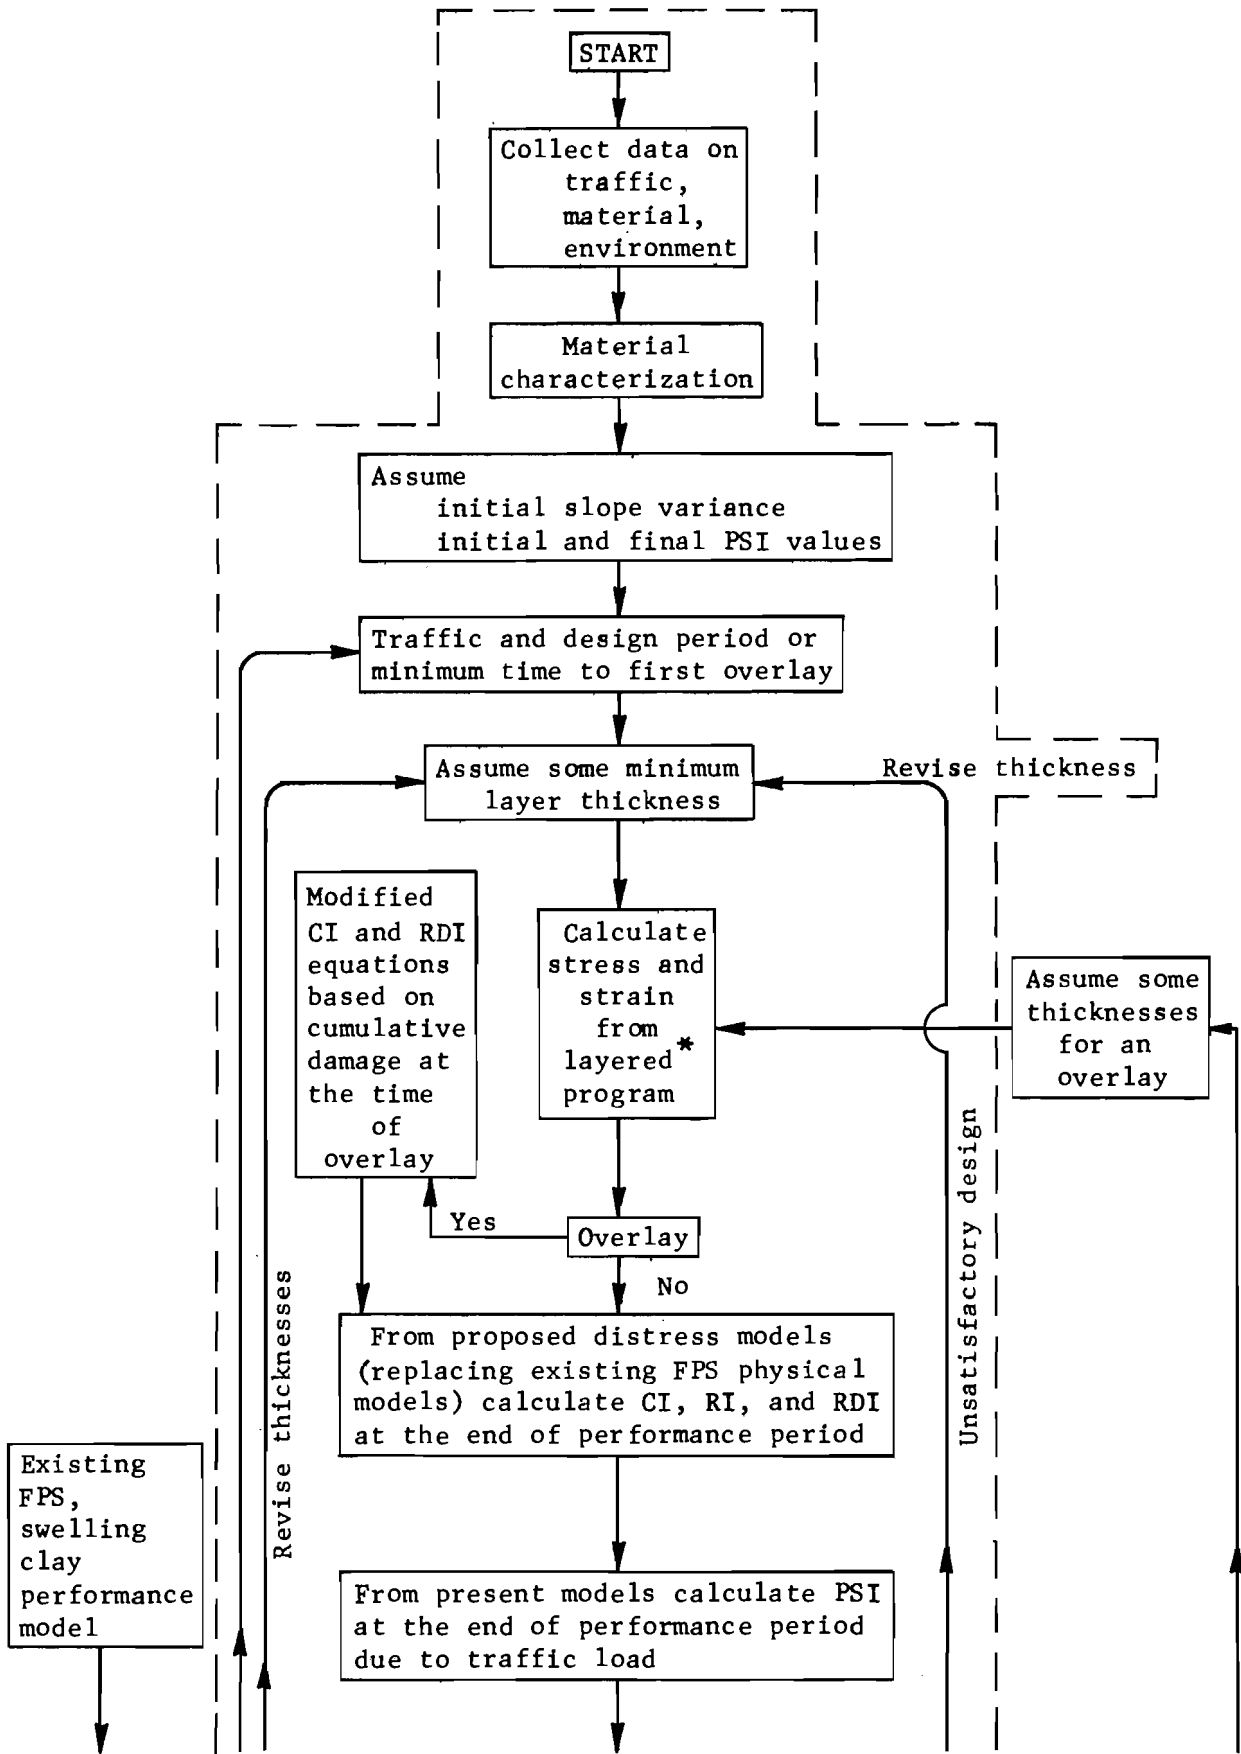 START
Collect data on
traffic,
material,
environment
Material
characterization
Assume
initial slope variance
initial and final PSI values
Traffic and design period or
minimum time to first overlay
Assume some minimum
layer thickness
Revise thickness
Modified
CI and RDI
equations
based on
cumulative
damage at
the time
of
overlay
Calculate
stress and
strain
from
layered *
program
Assume some
thicknesses
for an
overlay
Yes
Overlay
No
Unsatisfactory design
Revise thicknesses
From proposed distress models
(replacing existing FPS physical
models) calculate CI, RI, and RDI
at the end of performance period
Existing
FPS,
swelling
clay
performance
model
From present models calculate PSI
at the end of performance period
due to traffic load